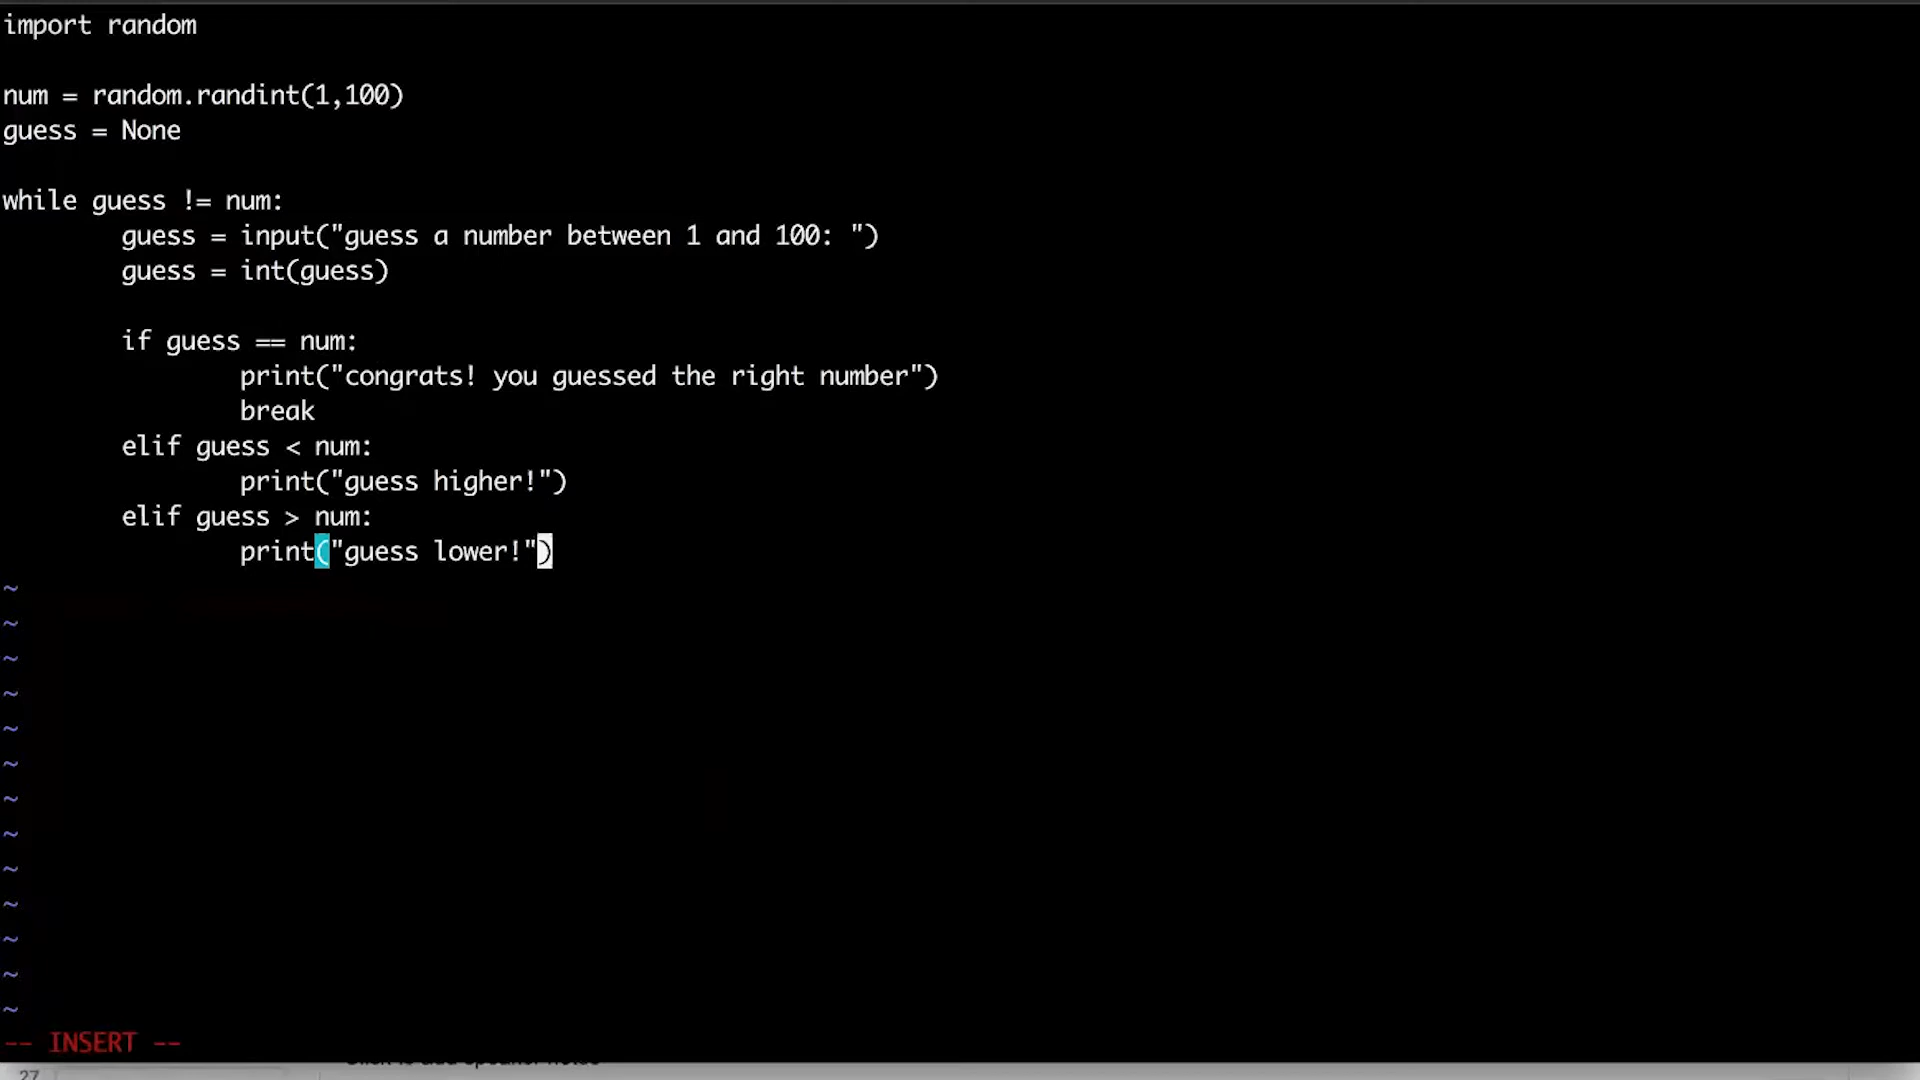 import random
num = random.randint(1,100)
guess = None
while guess != num:
guess = input("guess a number between 1 and 100: ")
guess = int(guess)
if guess == num:
print("congrats! you guessed the right number")
break
elif guess < num:
print("guess higher!")
elif guess > num:
print("guess lower!")
~
~
~
~
~
~
~
~
~
~
~
~
~
-- INSERT --
27